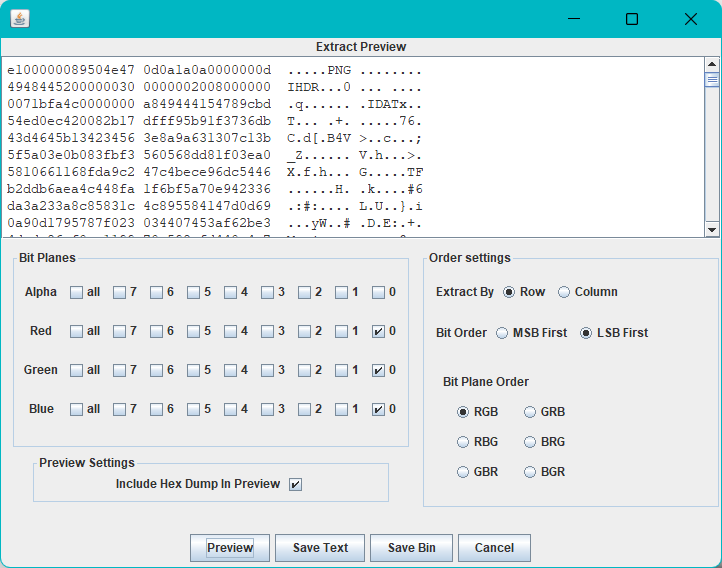 Extract Preview
e100000089504e47 0d0a1a0a0000000d .....PNG ........
4948445200000030 0000002008000000 IHDR...0 ... ....
0071bfa4c0000000 a849444154789cbd .q...... .IDATx..
54ed0ec420082b17 dfff95b91f3736db T... .+. .....76.
43d4645b13423456 3e8a9a631307c13b C.d[.B4V >..c...;
5f5a03e0b083fbf3 560568dd81f03ea0 _Z...... V.h...>.
5810661168fda9c2 47c4bece96dc5446 X.f.h... G.....TF
b2ddb6aea4c448fa 1f6bf5a70e942336 ......H. .k....#6
da3a233a8c85831c 4c895584147d0d69 .:#:.... L.U..}.i
0a90d1795787f023 034407453af62be3 ...yW..# .D.E:.+.
Bit Planes
Alpha all 7 6 5 4 3 2 1 0
Red all 7 6 5 4 3 2 1 0
Green all 7 6 5 4 3 2 1 0
Blue all 7 6 5 4 3 2 1 0
Preview Settings
Include Hex Dump In Preview
Order settings
Extract By Row Column
Bit Order MSB First LSB First
Bit Plane Order
RGB GRB
RBG BRG
GBR BGR
Preview Save Text Save Bin Cancel